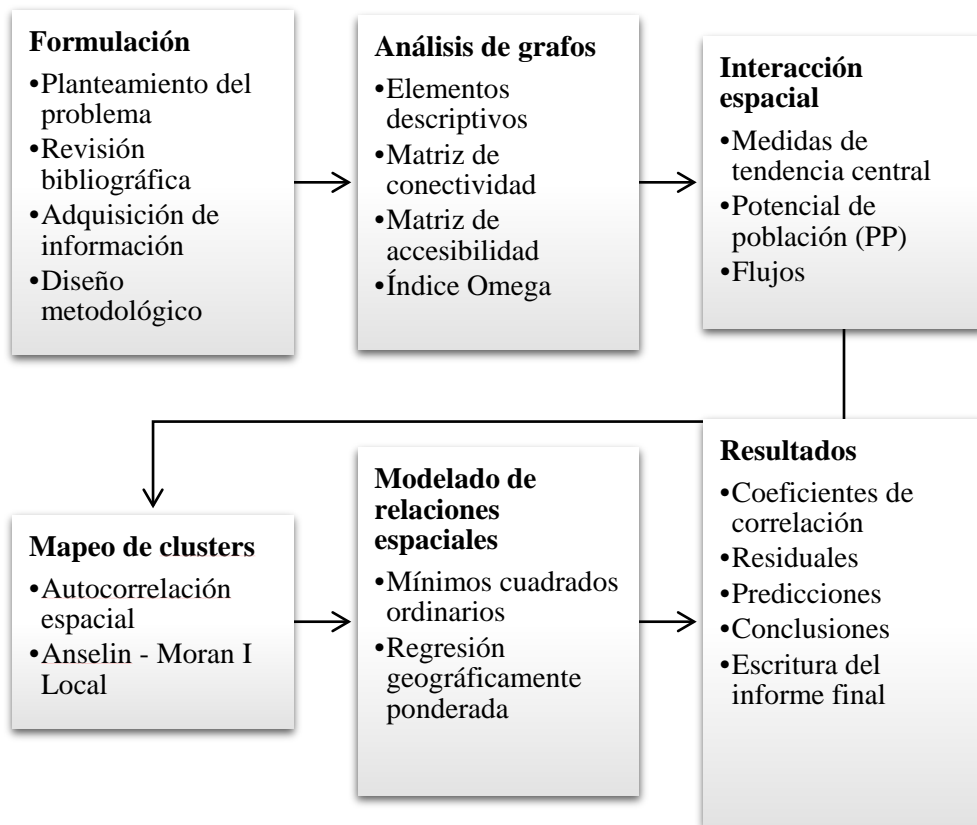 Formulación
•Planteamiento del
problema
•Revisión
bibliográfica
•Adquisición de
información
•Diseño
metodológico
Análisis de grafos
•Elementos
descriptivos
•Matriz de
conectividad
•Matriz de
accesibilidad
•Índice Omega
Interacción
espacial
•Medidas de
tendencia central
•Potencial de
población (PP)
•Flujos
Mapeo de clusters
•Autocorrelación
espacial
•Anselin - Moran I
Local
Modelado de
relaciones
espaciales
•Mínimos cuadrados
ordinarios
•Regresión
geográficamente
ponderada
Resultados
•Coeficientes de
correlación
•Residuales
•Predicciones
•Conclusiones
•Escritura del
informe final